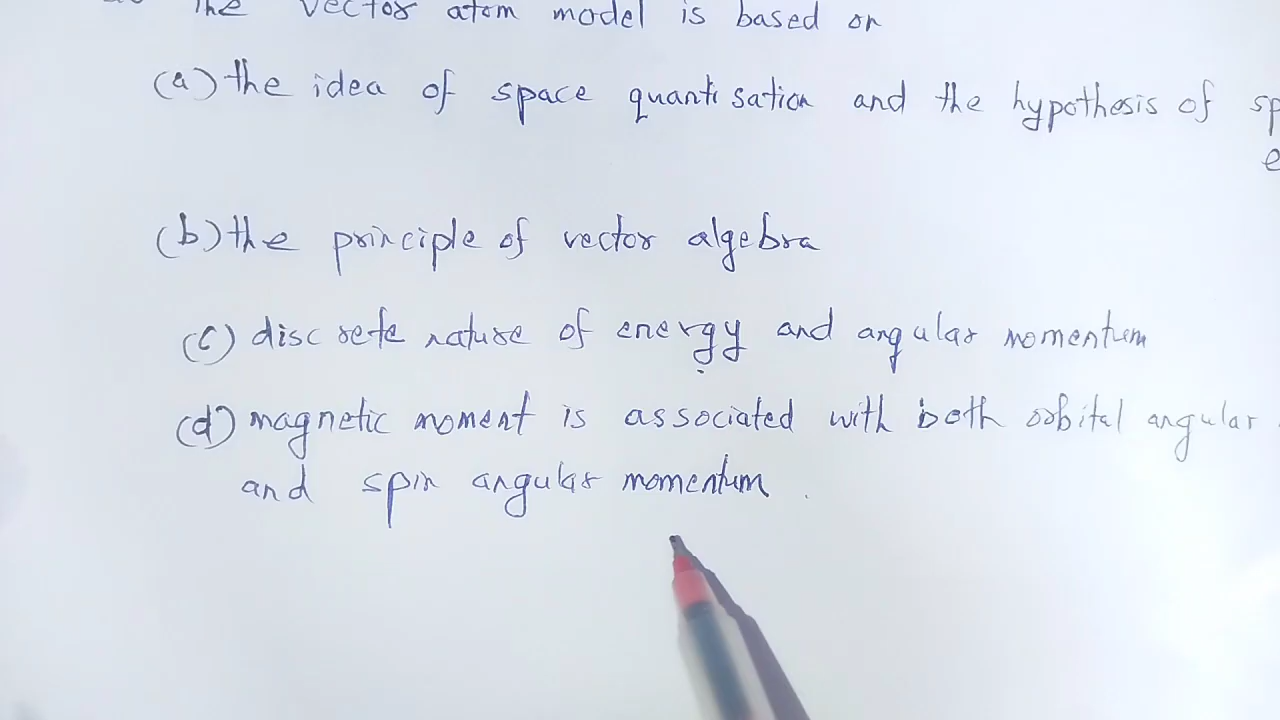 The vector atom model is based on
(a) the idea of space quantisation and the hypothesis of sp
e
(b) the principle of vector algebra
(c) discrete nature of energy and angular momentum
(d) magnetic moment is associated with both orbital angular
and spin angular momentum.